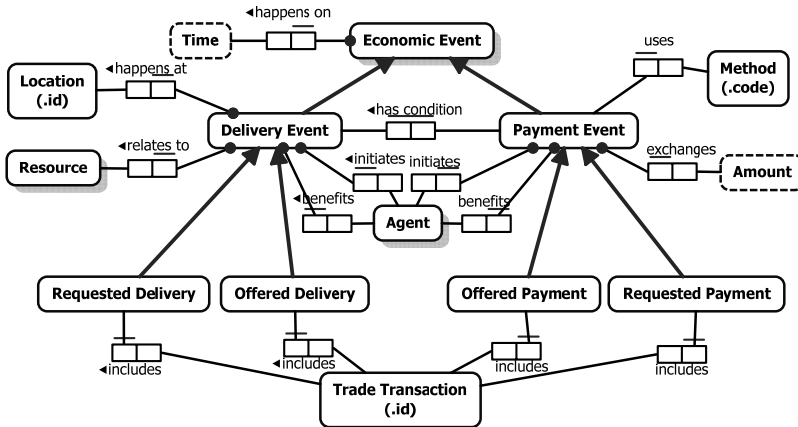 ◄happens on
Time
Economic Event
uses
Location
(.id)
◄happens at
Method
(.code)
◄has condition
Delivery Event
Payment Event
◄relates to
exchanges
Resource
◄initiates
initiates
Amount
◄benefits
benefits
Agent
Requested Delivery
Offered Delivery
Offered Payment
Requested Payment
◄includes
◄includes
includes
includes
Trade Transaction
(.id)